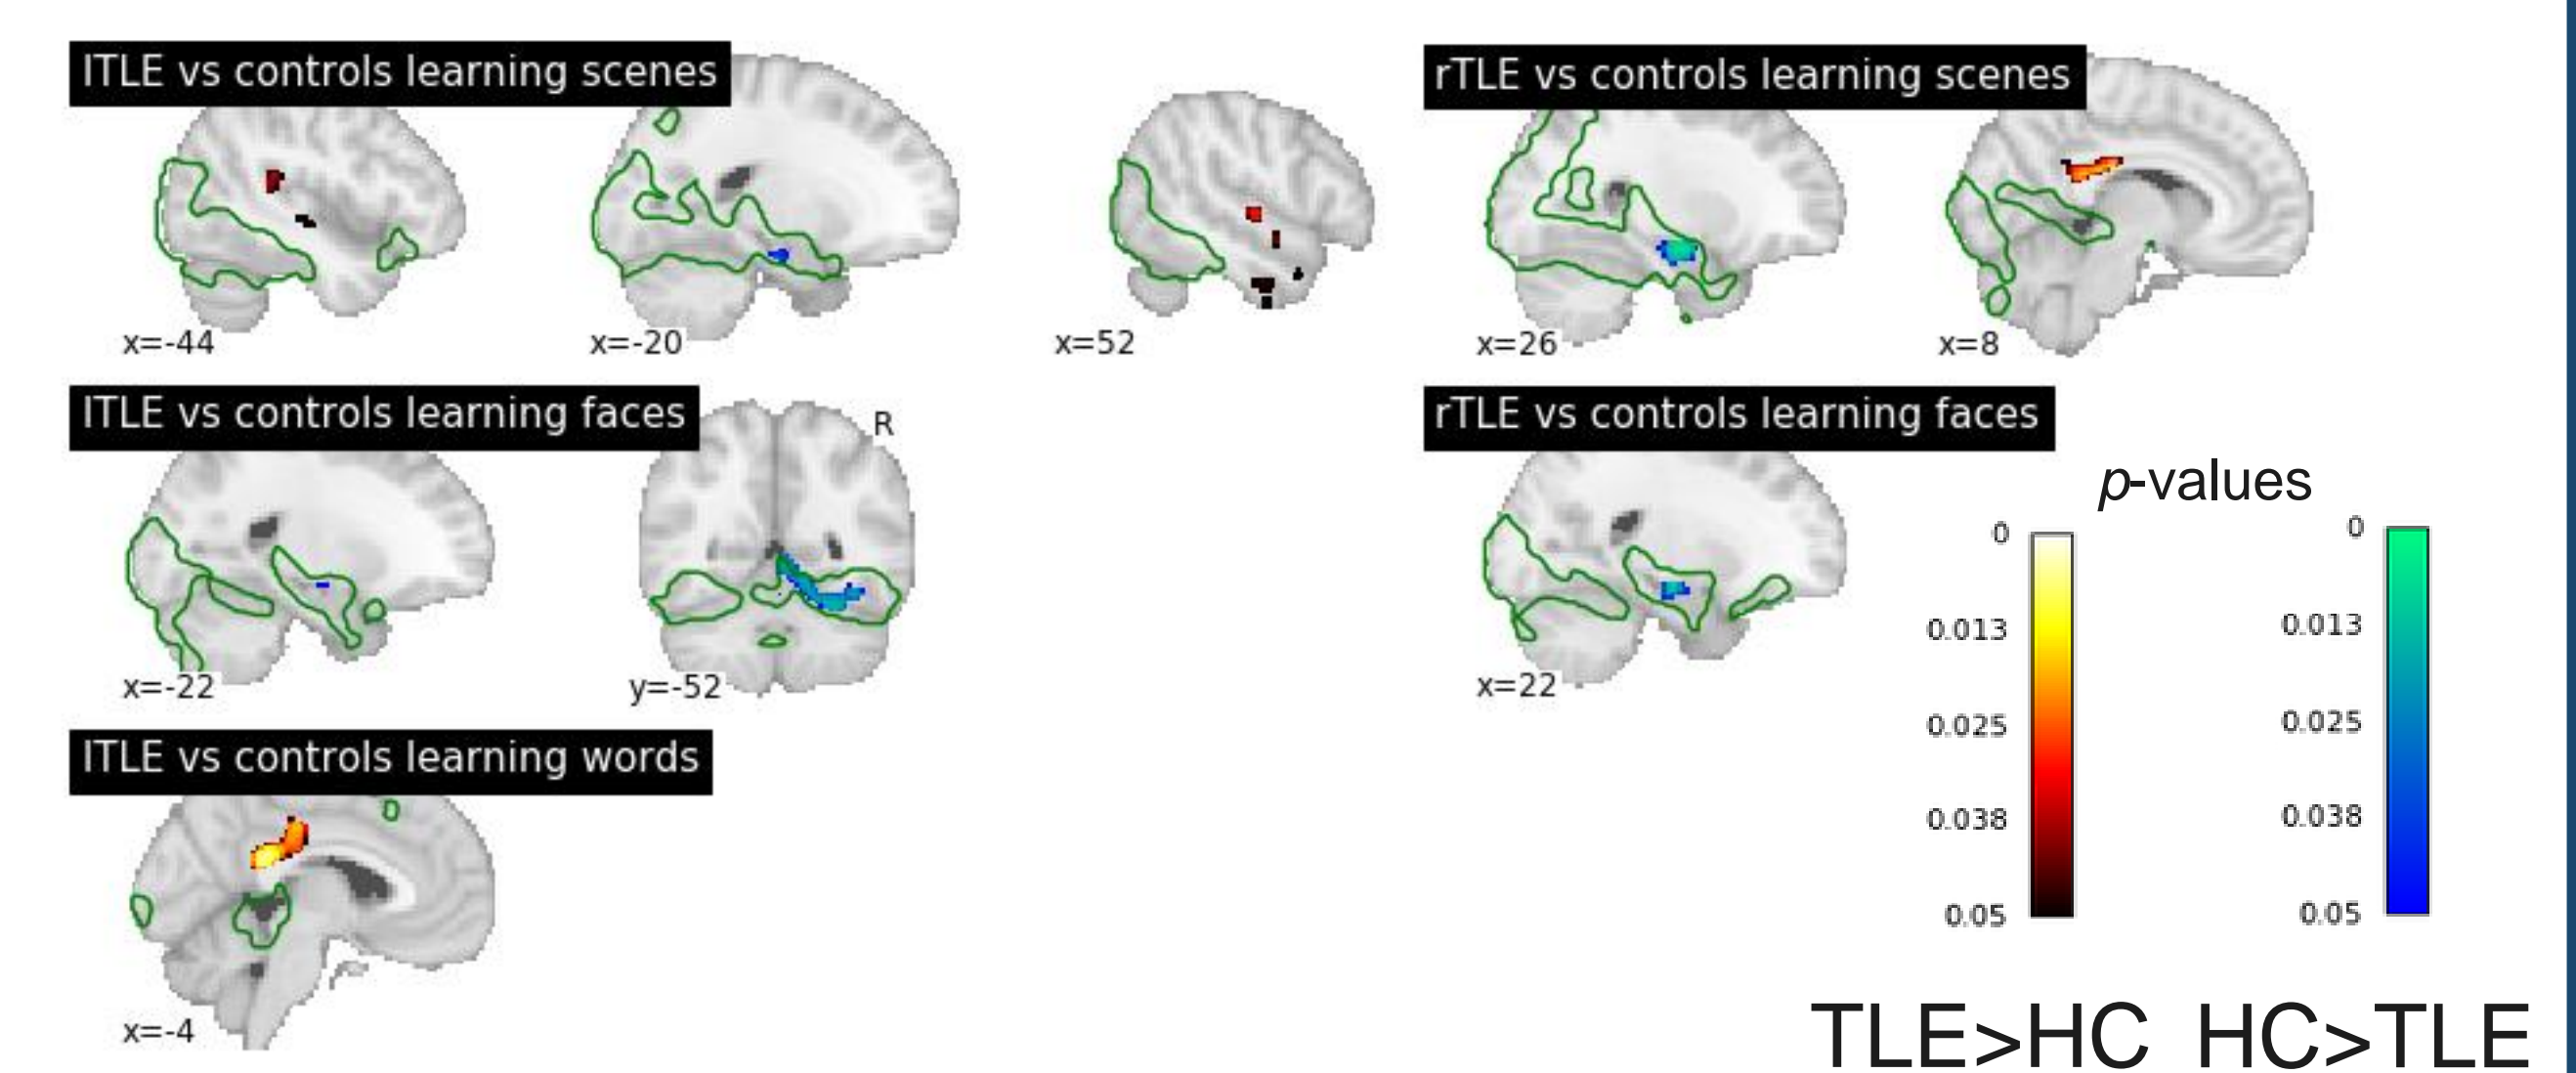 lTLE vs controls learning scenes
x=-44
x=-20
x=52
rTLE vs controls learning scenes
x=26
x=8
lTLE vs controls learning faces
R
x=-22
y=-52
rTLE vs controls learning faces
x=22
lTLE vs controls learning words
x=-4
p-values
0
0.013
0.025
0.038
0.05
0
0.013
0.025
0.038
0.05
TLE>HC HC>TLE